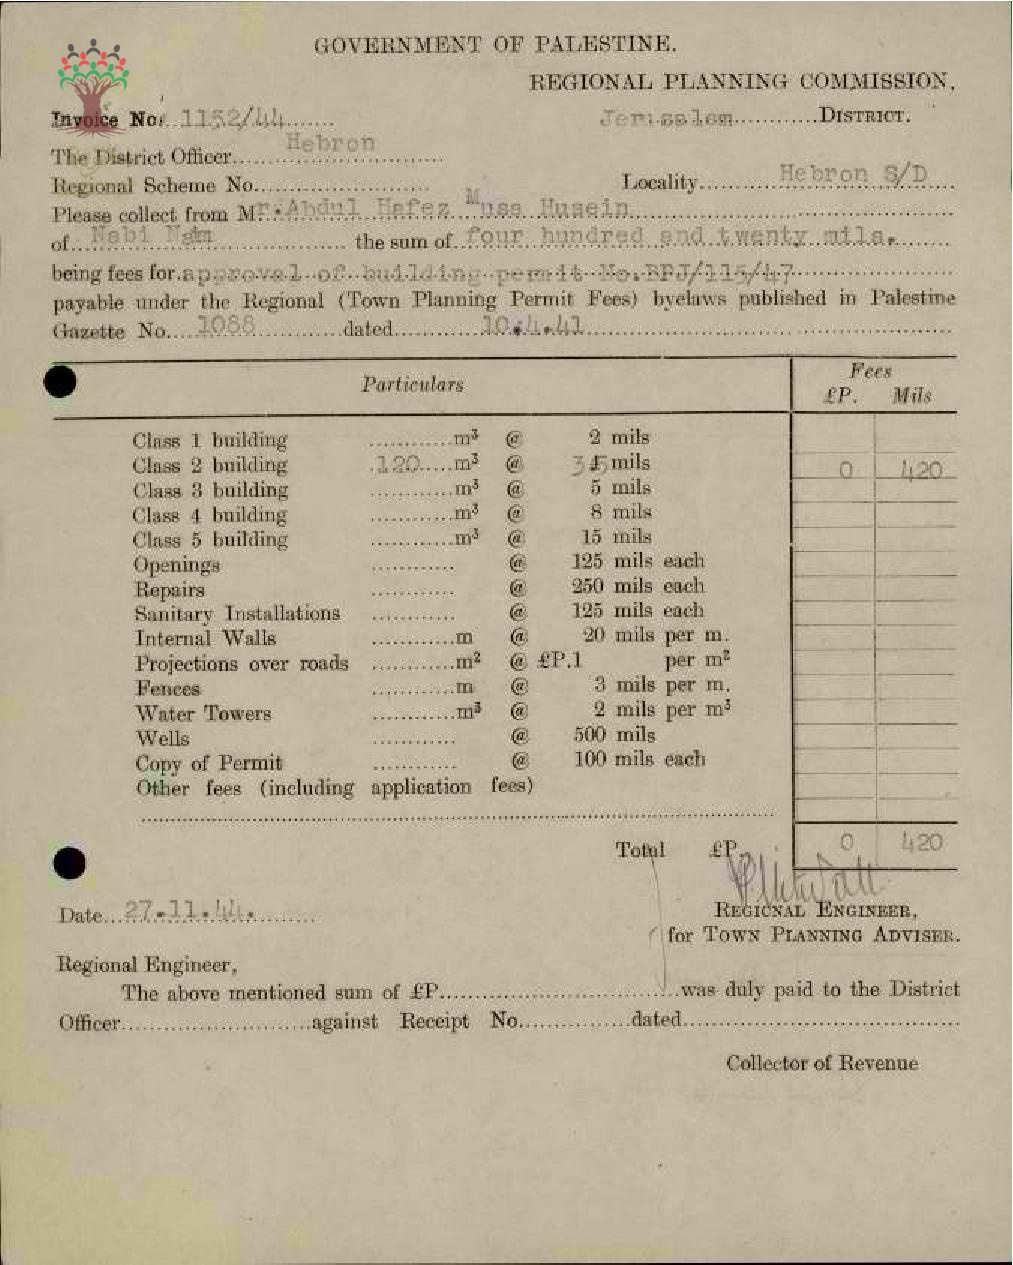 GOVERNMENT OF PALESTINE.
REGIONAL PLANNING COMMISSION,
Invoice No. 1152/44 Jerusalem DISTRICT.
The District Officer Hebron
Regional Scheme No. Locality Hebron S/D
Please collect from Mr. Abdul Hafez Musa Husein
of Nabi the sum of four hundred and twenty mils.
being fees for approval of building permit No.
payable under the Regional (Town Planning Permit Fees) byelaws published in Palestine
Gazette No. 1088 dated 10.4.41
Particulars Fees
£P. Mils
Class 1 building m³ @ 2 mils
Class 2 building 120 m³ @ mils 0 420
Class 3 building m³ @ 5 mils
Class 4 building m³ @ 8 mils
Class 5 building m³ @ 15 mils
Openings @ 125 mils each
Repairs @ 250 mils each
Sanitary Installations @ 125 mils each
Internal Walls m @ 20 mils per m.
Projections over roads m² @ £P.1 per m²
Fences m @ 3 mils per m.
Water Towers m³ @ 2 mils per m³
Wells @ 500 mils
Copy of Permit @ 100 mils each
Other fees (including application fees)
Total £P. 0 420
Date 27.11.44.
REGIONAL ENGINEER,
for TOWN PLANNING ADVISER.
Regional Engineer,
The above mentioned sum of £P. was duly paid to the District
Officer against Receipt No. dated
Collector of Revenue